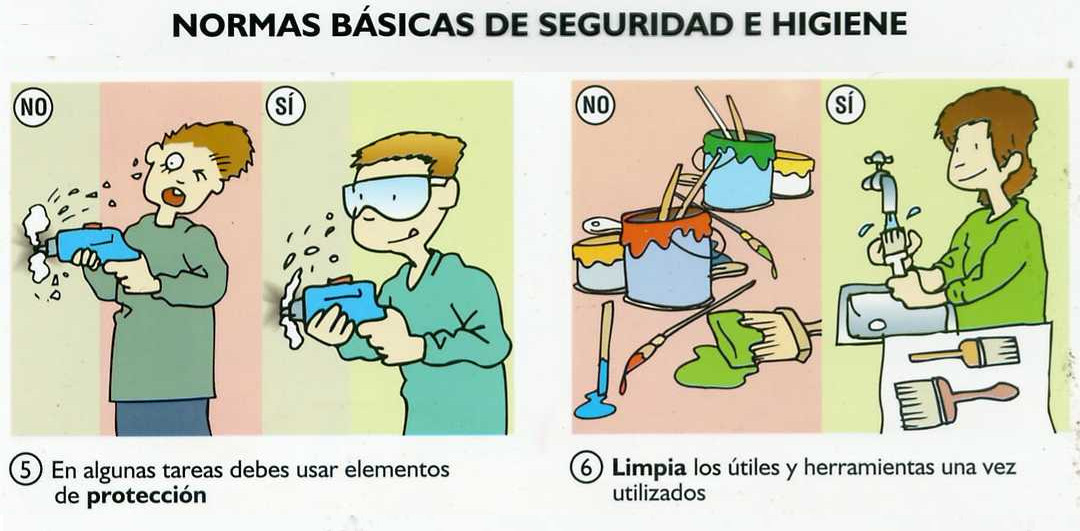 NORMAS BÁSICAS DE SEGURIDAD E HIGIENE
NO
SÍ
NO
SÍ
5 En algunas tareas debes usar elementos
de protección
6 Limpia los útiles y herramientas una vez
utilizados